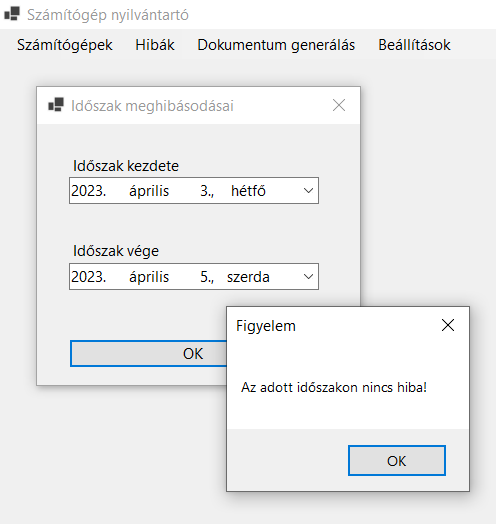 Számítógép nyilvántartó
Számítógépek Hibák Dokumentum generálás Beállítások
Időszak meghibásodásai
Időszak kezdete
2023. április 3., hétfő
Időszak vége
2023. április 5., szerda
OK
Figyelem
Az adott időszakon nincs hiba!
OK